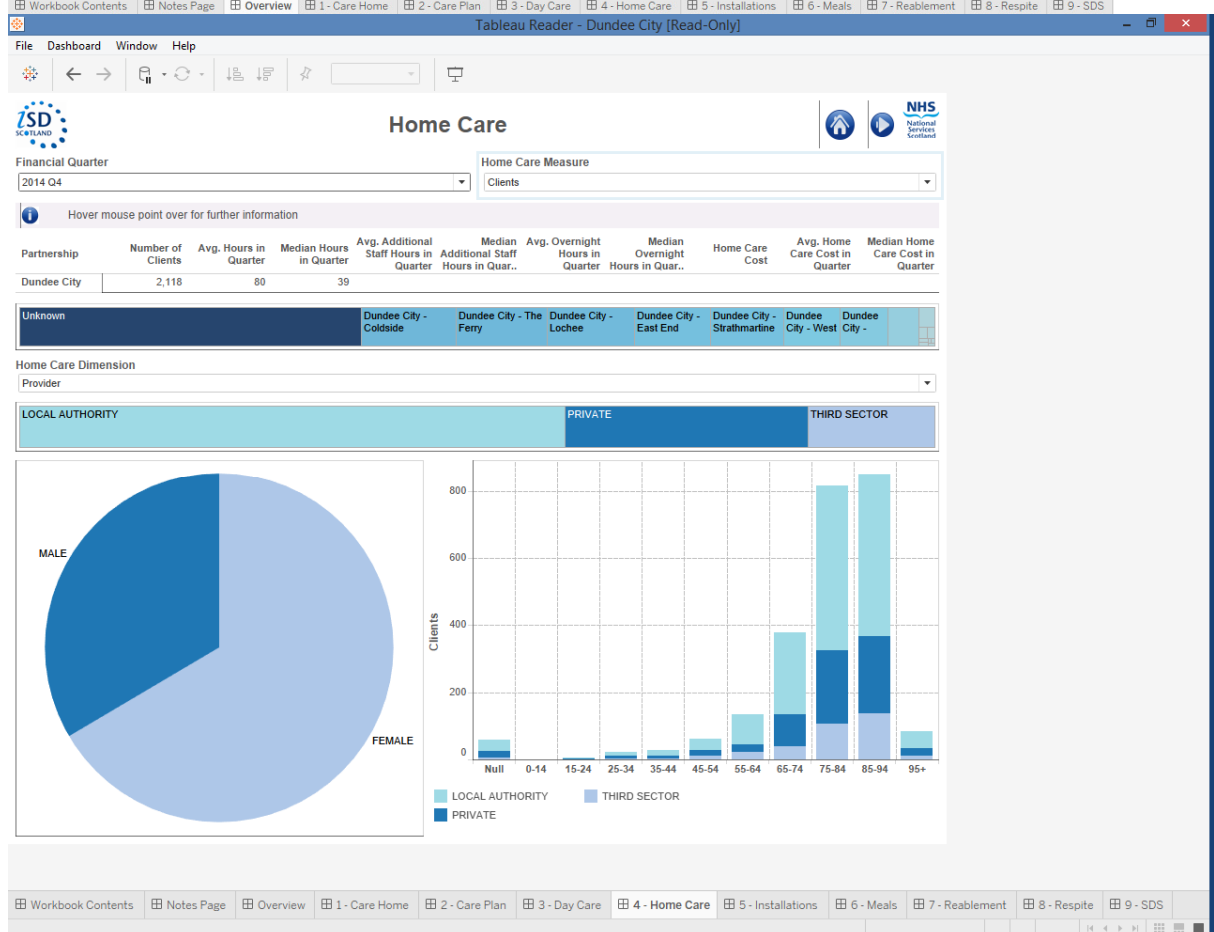 Workbook Contents Notes Page Overview 1 - Care Home 2 - Care Plan 3 - Day Care 4 - Home Care 5 - Installations 6 - Meals 7 - Reablement 8 - Respite 9 - SDS
Tableau Reader - Dundee City [Read-Only]
File Dashboard Window Help
iSD SCOTLAND
Home Care
NHS
National
Services
Scotland
Financial Quarter
2014 Q4
Home Care Measure
Clients
Hover mouse point over for further information
Partnership
Number of
Clients
Avg. Hours in
Quarter
Median Hours
in Quarter
Avg. Additional
Staff Hours in
Quarter
Median
Additional Staff
Hours in Quar..
Avg. Overnight
Hours in
Quarter
Median
Overnight
Hours in Quar..
Home Care
Cost
Avg. Home
Care Cost in
Quarter
Median Home
Care Cost in
Quarter
Dundee City 2,118 80 39
Unknown
Dundee City -
Coldside
Dundee City - The
Ferry
Dundee City -
Lochee
Dundee City -
East End
Dundee City -
Strathmartine
Dundee
City - West
Dundee
City -
Home Care Dimension
Provider
LOCAL AUTHORITY PRIVATE THIRD SECTOR
MALE
FEMALE
Clients
800
600
400
200
0
Null 0-14 15-24 25-34 35-44 45-54 55-64 65-74 75-84 85-94 95+
LOCAL AUTHORITY THIRD SECTOR
PRIVATE
Workbook Contents Notes Page Overview 1 - Care Home 2 - Care Plan 3 - Day Care 4 - Home Care 5 - Installations 6 - Meals 7 - Reablement 8 - Respite 9 - SDS